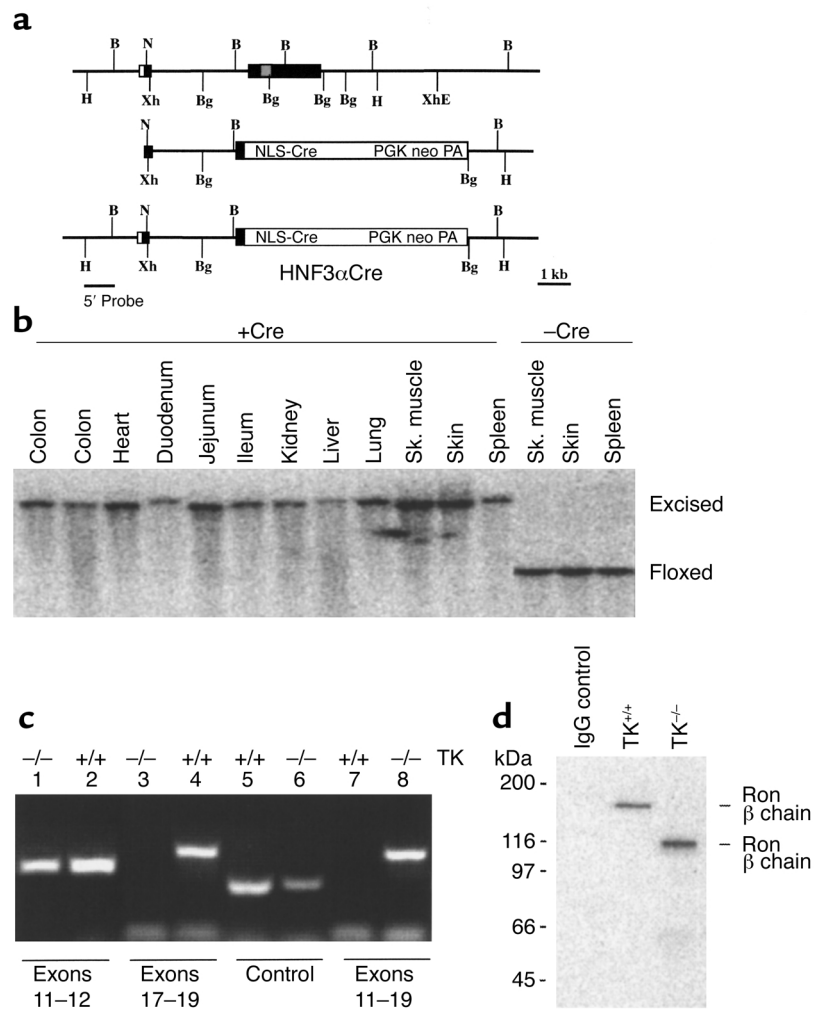 a
B N B B B B
H Xh Bg Bg Bg Bg H XhE
N B B
NLS-Cre PGK neo PA
Xh Bg Bg H
B N B B
NLS-Cre PGK neo PA
H Xh Bg Bg H
HNF3αCre
1 kb
5′ Probe
b
+Cre –Cre
Colon Colon Heart Duodenum Jejunum Ileum Kidney Liver Lung Sk. muscle Skin Spleen Sk. muscle Skin Spleen
Excised
Floxed
c
–/– +/+ –/– +/+ +/+ –/– +/+ –/– TK
1 2 3 4 5 6 7 8
Exons 11–12
Exons 17–19
Control
Exons 11–19
d
IgG control TK+/+ TK–/–
kDa
200 -
116 -
97 -
66 -
45 -
– Ron
β chain
– Ron
β chain